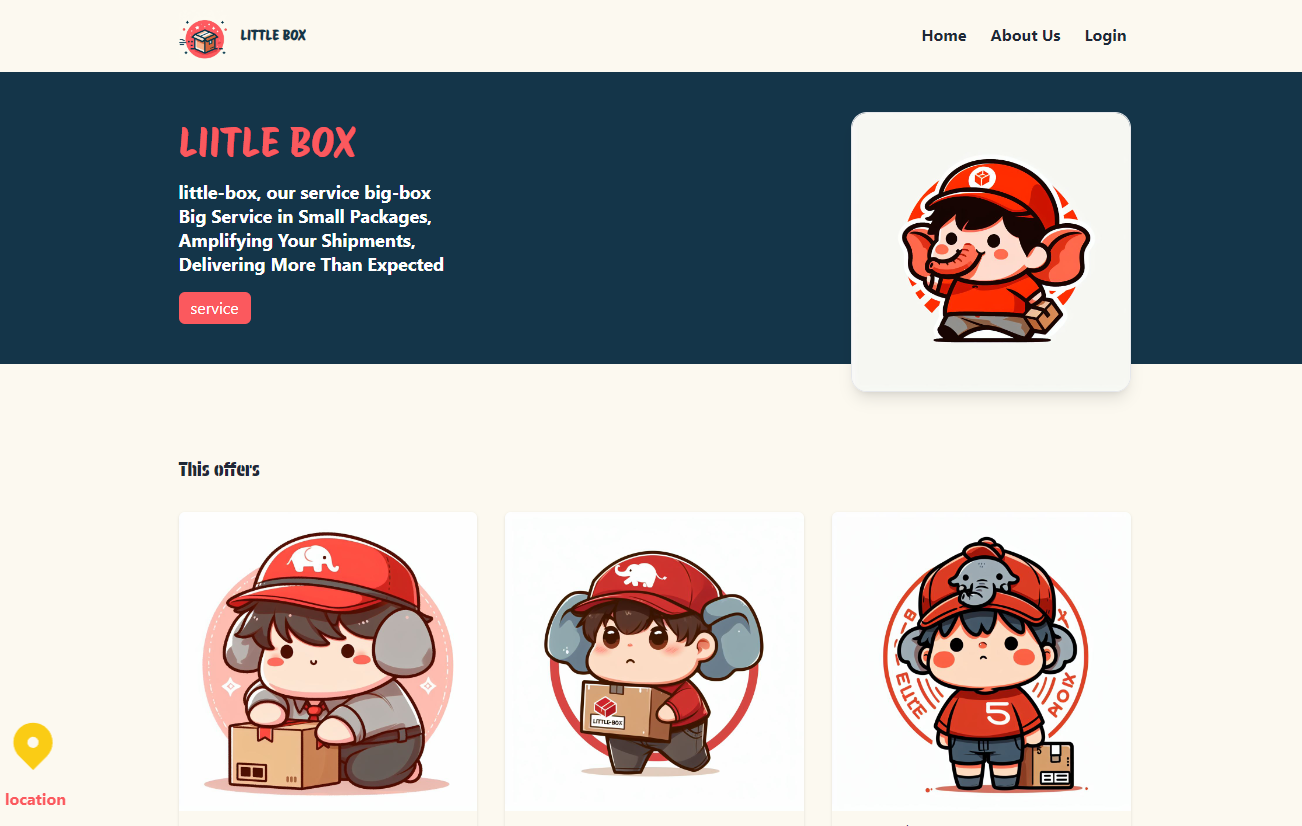 LITTLE BOX
Home
About Us
Login
LIITLE BOX
little-box, our service big-box
Big Service in Small Packages,
Amplifying Your Shipments,
Delivering More Than Expected
service
This offers
LITTLE-BOX
5
location